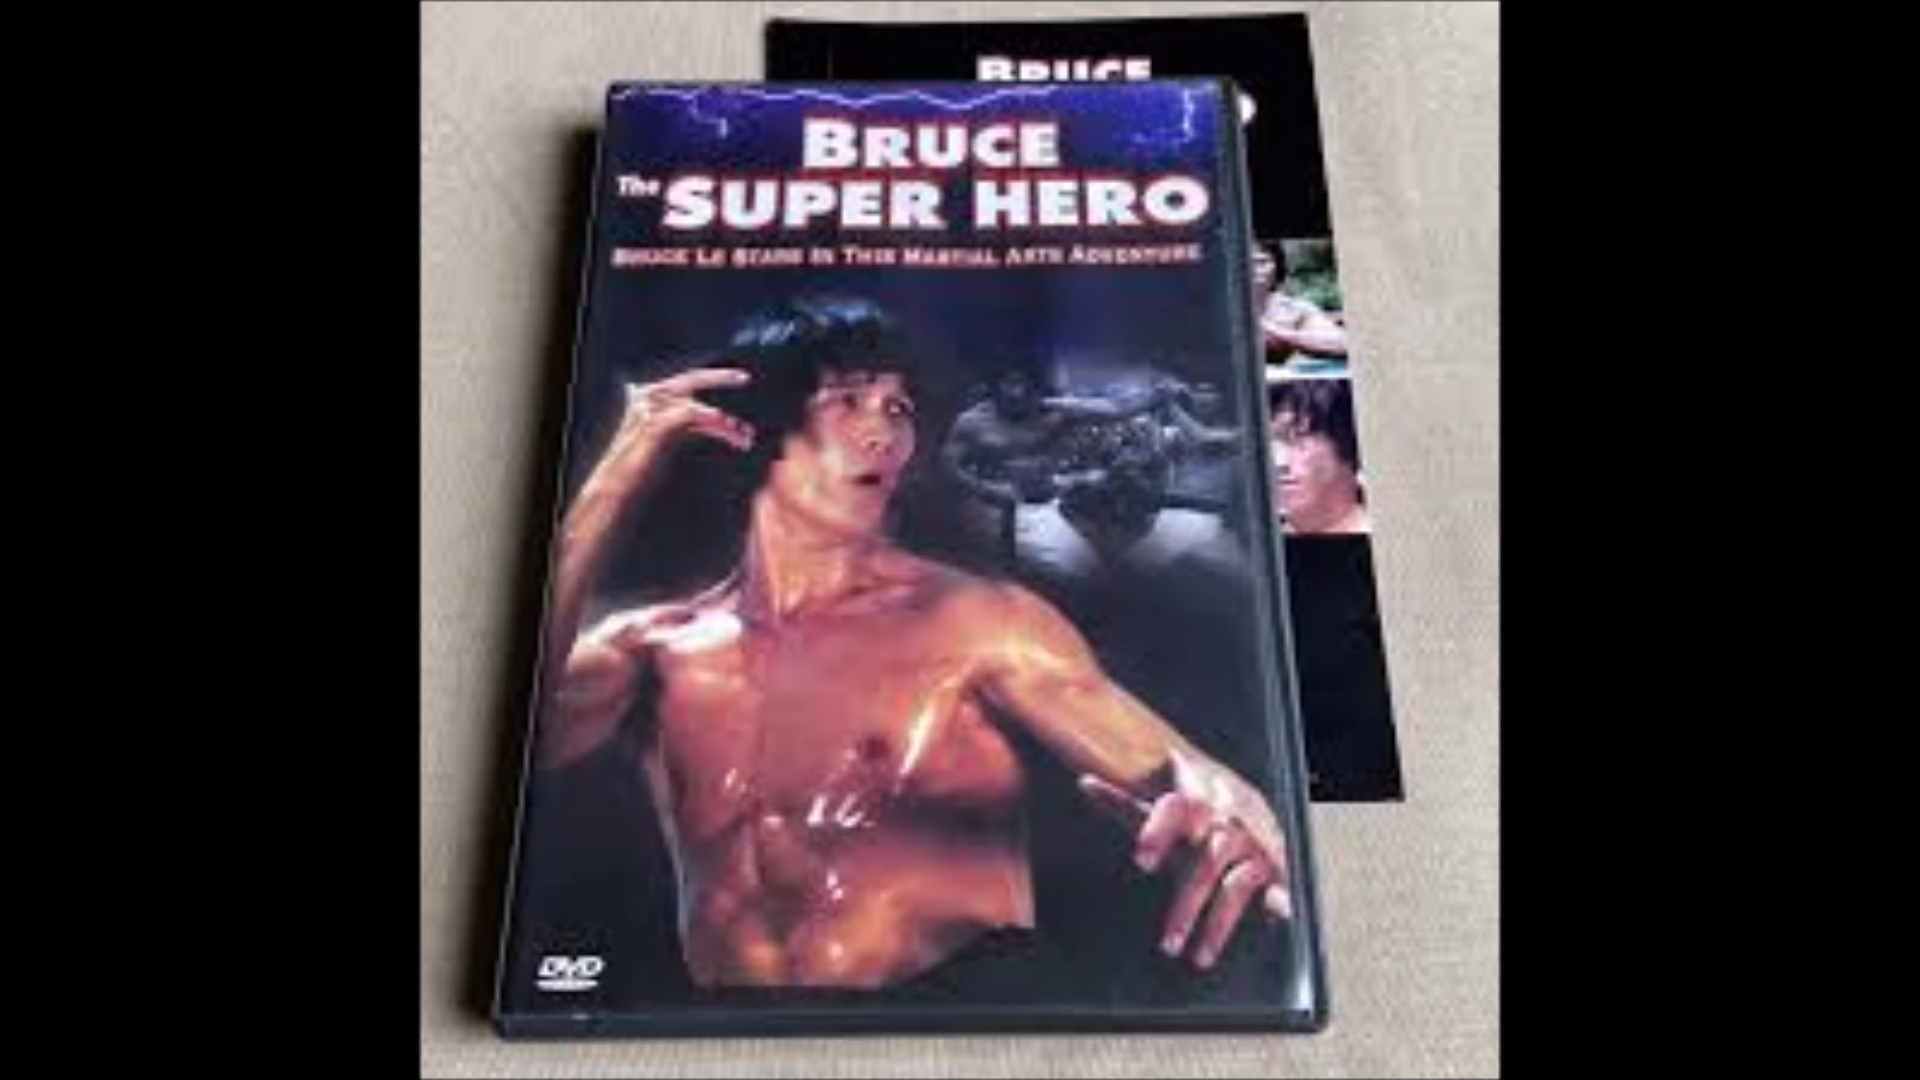 BRUCE
BRUCE
The SUPER HERO
BRUCE LE STARS IN THIS MARTIAL ARTS ADVENTURE
DVD